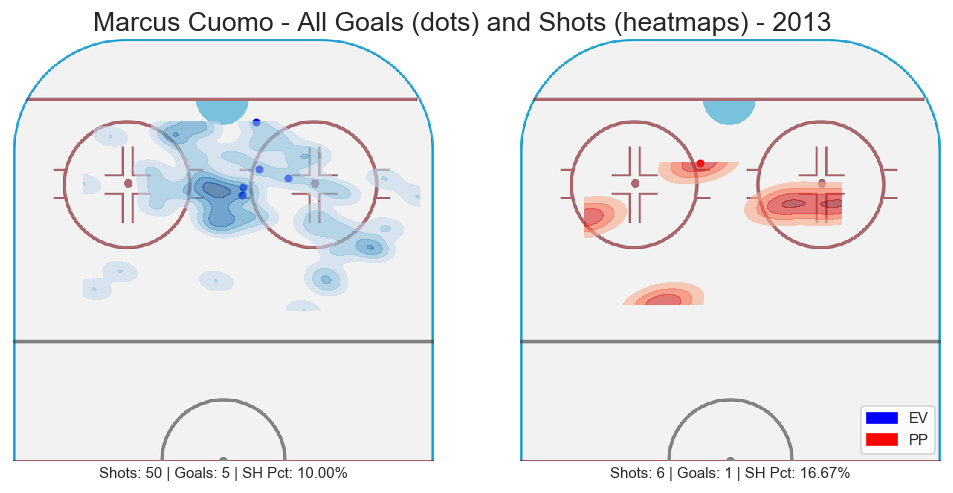 Marcus Cuomo - All Goals (dots) and Shots (heatmaps) - 2013
EV
PP
Shots: 50 | Goals: 5 | SH Pct: 10.00%
Shots: 6 | Goals: 1 | SH Pct: 16.67%